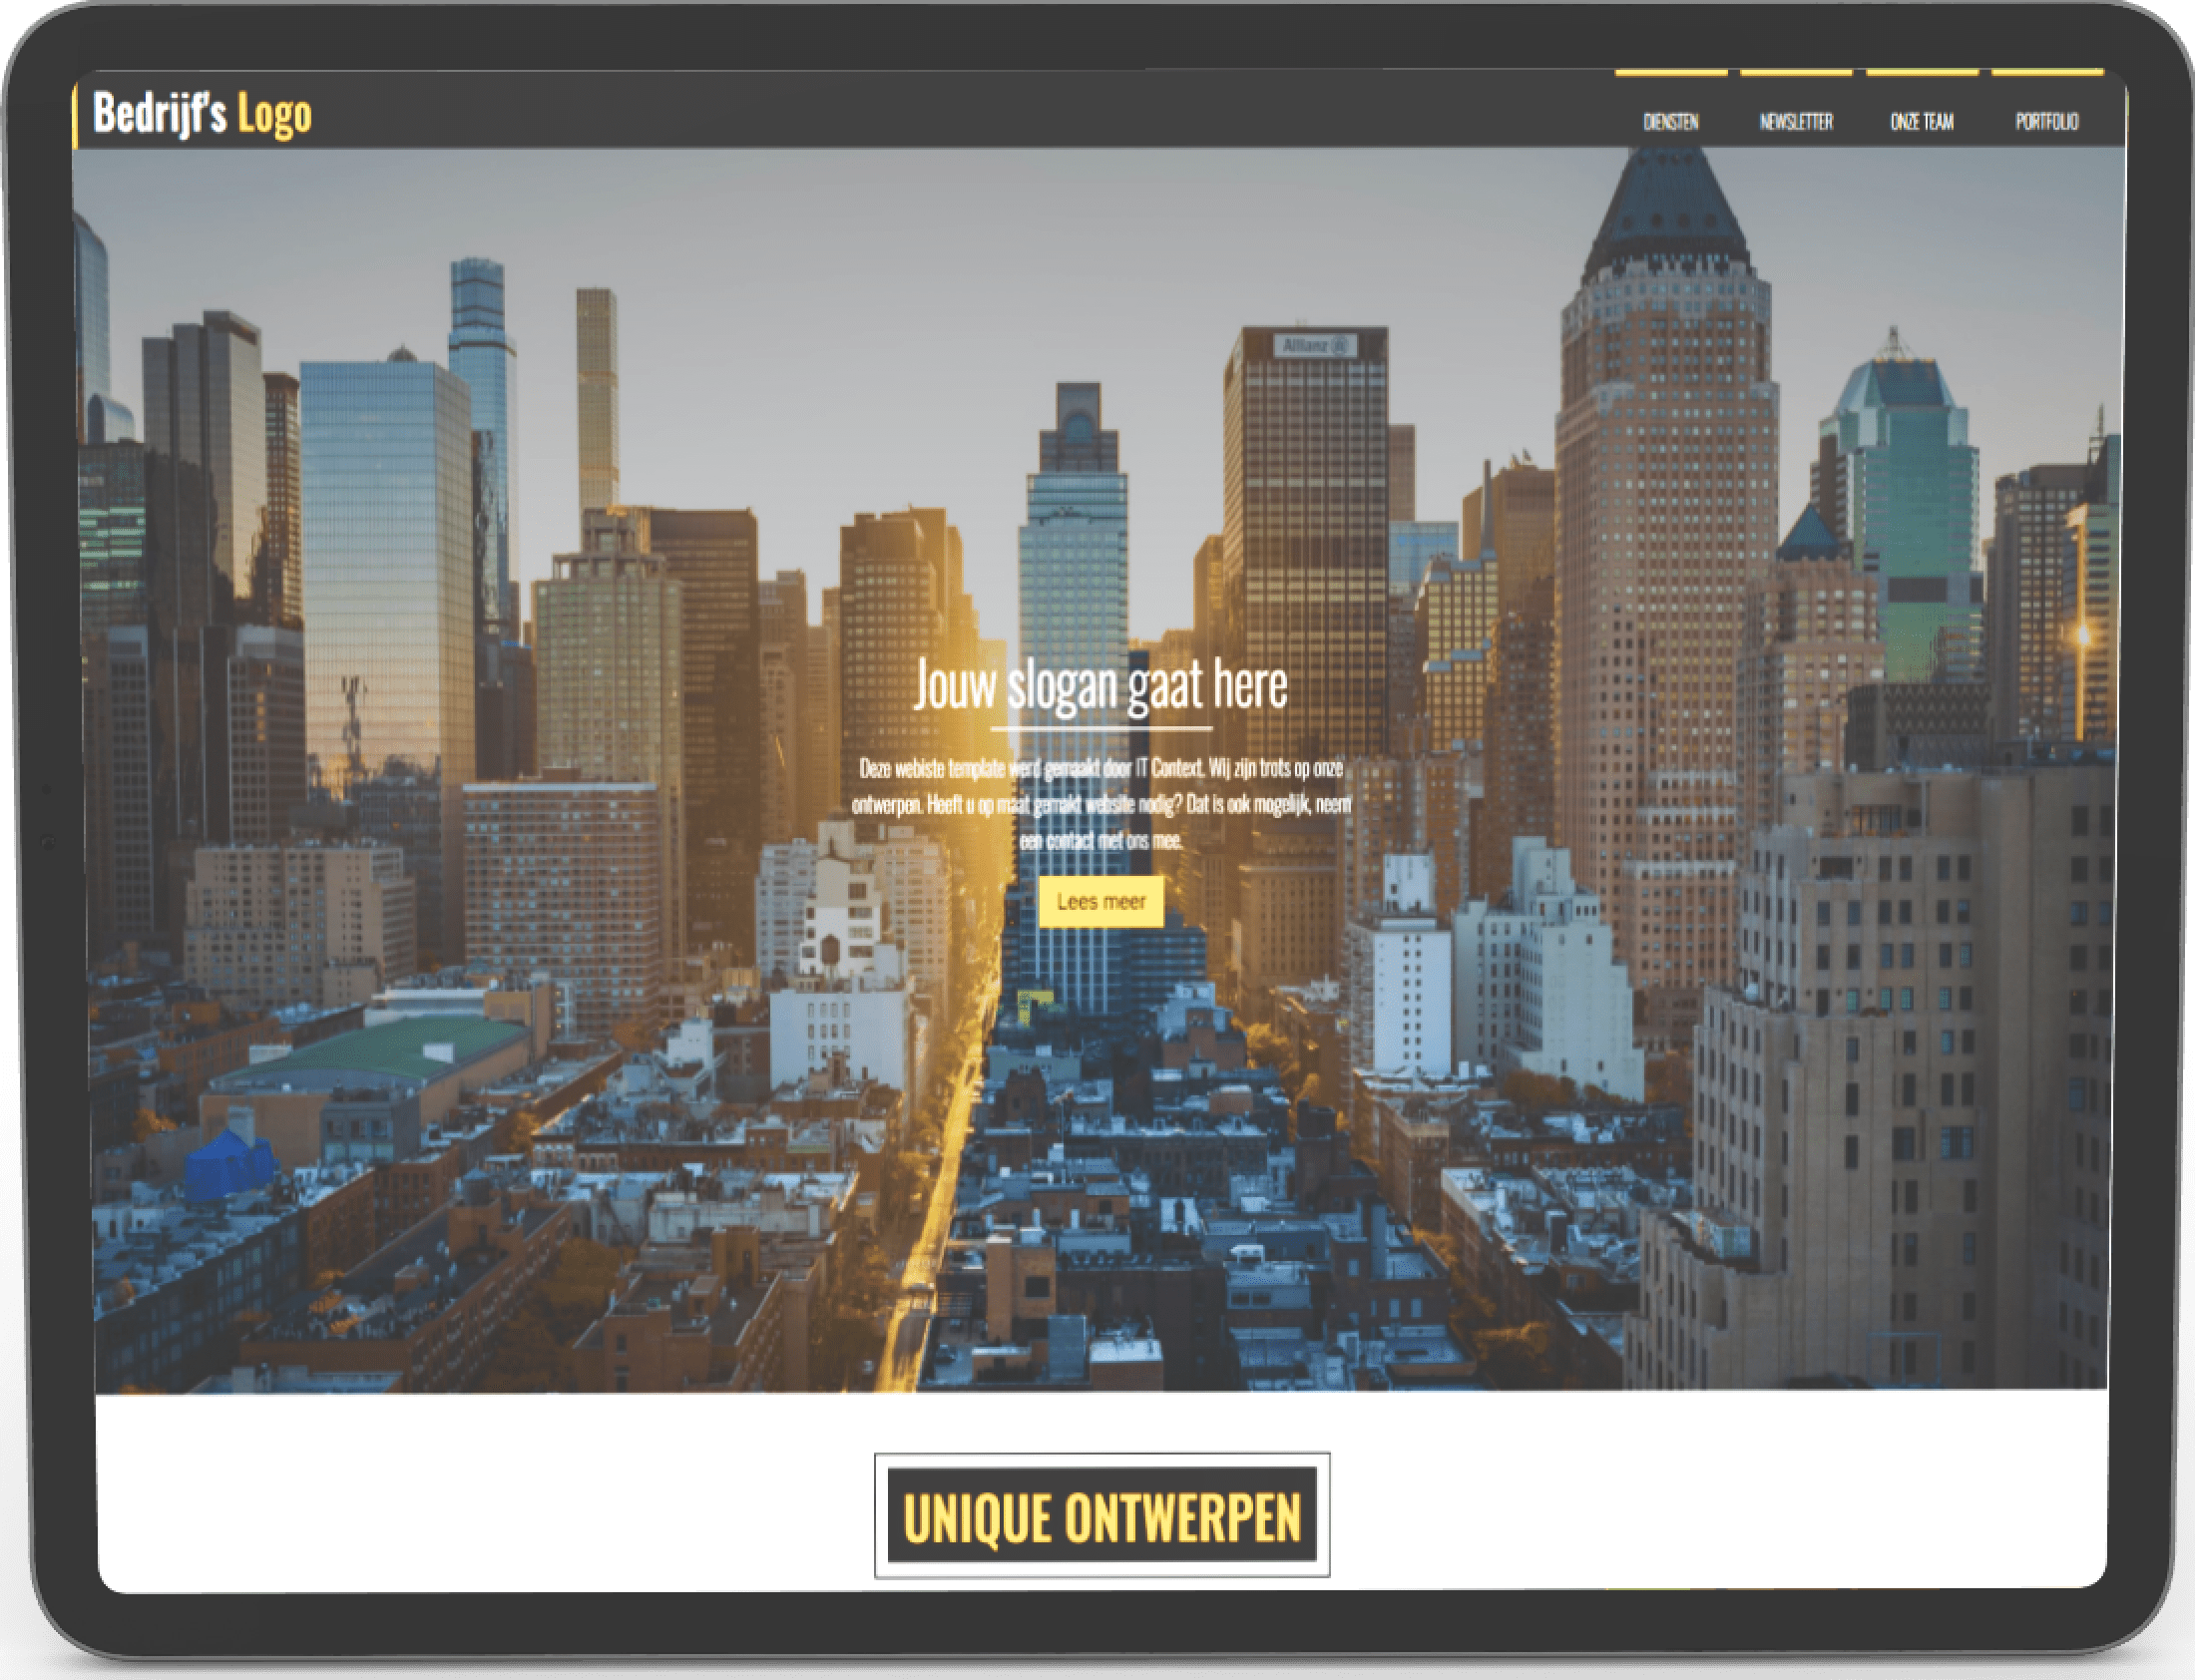 Bedrijf's Logo
DIENSTEN NEWSLETTER ONZE TEAM PORTFOLIO
Allianz
Jouw slogan gaat here
Deze webiste template werd gemaakt door IT Context. Wij zijn trots op onze
ontwerpen. Heeft u op maat gemakt website nodig? Dat is ook mogelijk, neem
een contact met ons mee.
Lees meer
UNIQUE ONTWERPEN